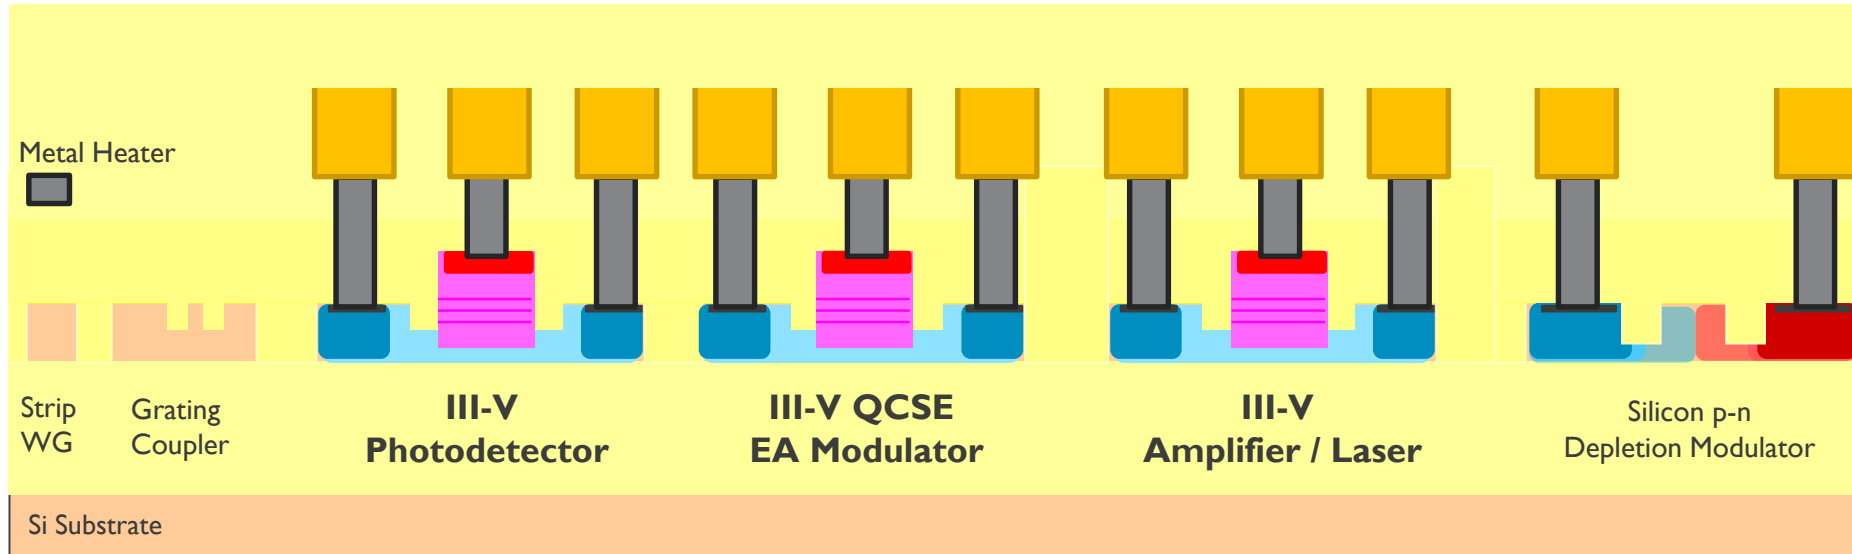 Metal Heater
Strip
WG
Grating
Coupler
III-V
Photodetector
III-V QCSE
EA Modulator
III-V
Amplifier / Laser
Silicon p-n
Depletion Modulator
Si Substrate